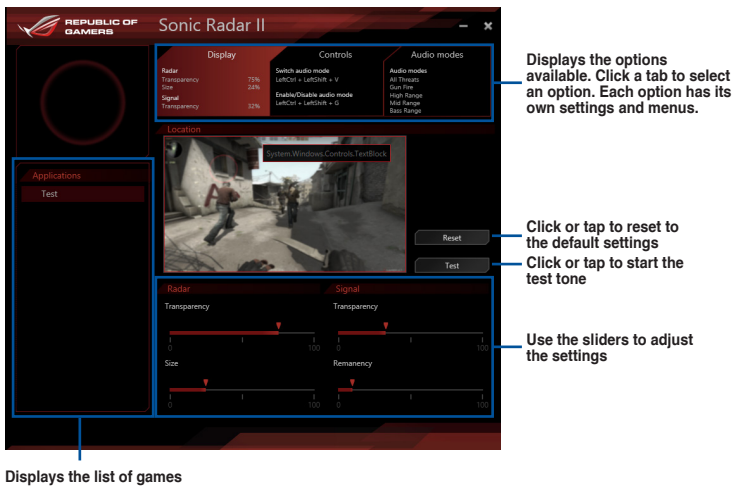 REPUBLIC OF
GAMERS
Sonic Radar II
Display
Controls
Audio modes
Radar
Transparency 75%
Size 24%
Signal
Transparency 32%
Switch audio mode
LeftCtrl + LeftShift + V
Enable/Disable audio mode
LeftCtrl + LeftShift + G
Audio modes
All Threats
Gun Fire
High Range
Mid Range
Bass Range
Displays the options
available. Click a tab to select
an option. Each option has its
own settings and menus.
Location
System.Windows.Controls.TextBlock
Applications
Test
Reset
Click or tap to reset to
the default settings
Test
Click or tap to start the
test tone
Radar
Transparency
0 100
Size
0 100
Signal
Transparency
0 100
Remanency
0 100
Use the sliders to adjust
the settings
Displays the list of games